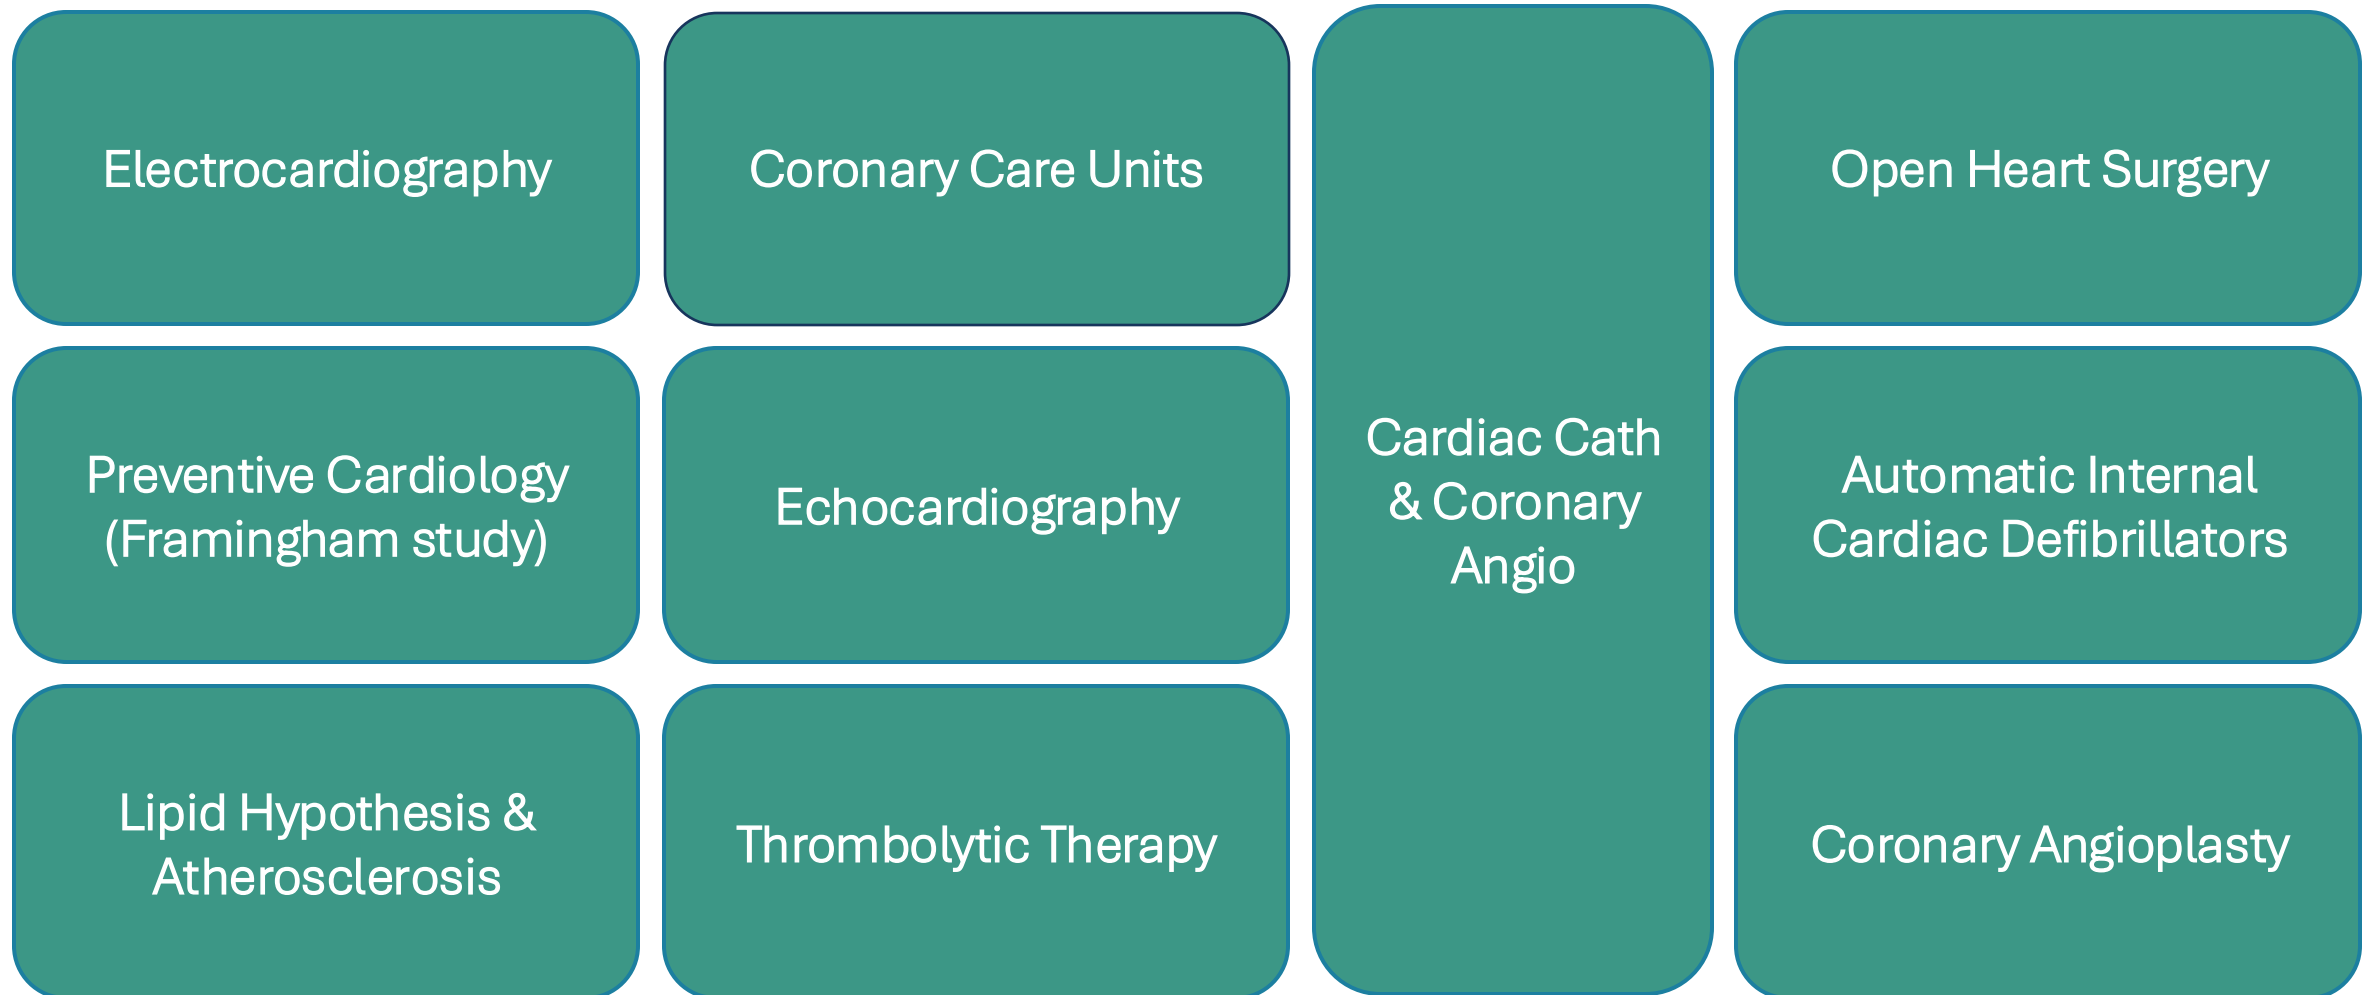 Electrocardiography
Coronary Care Units
Open Heart Surgery
Preventive Cardiology
(Framingham study)
Echocardiography
Cardiac Cath
& Coronary
Angio
Automatic Internal
Cardiac Defibrillators
Lipid Hypothesis &
Atherosclerosis
Thrombolytic Therapy
Coronary Angioplasty